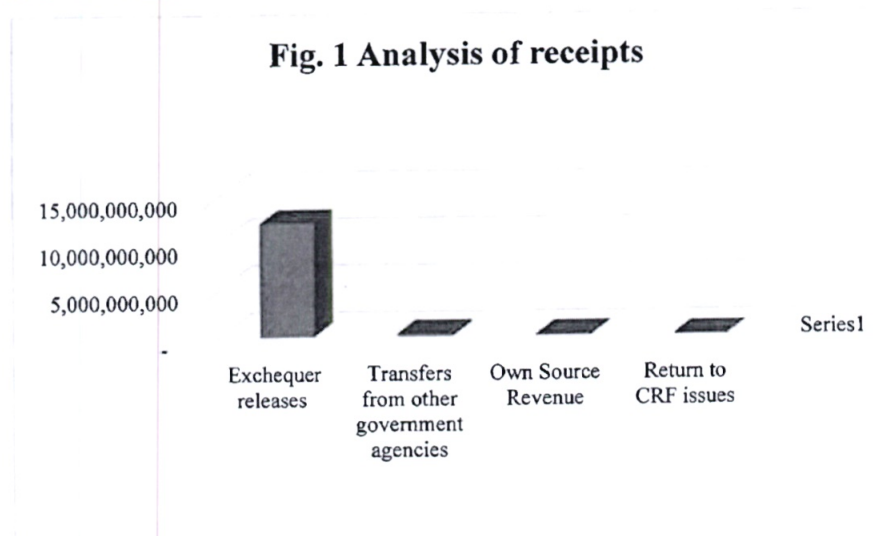 Fig. 1 Analysis of receipts
15,000,000,000
10,000,000,000
5,000,000,000
-
Exchequer
releases
Transfers
from other
government
agencies
Own Source
Revenue
Return to
CRF issues
Series1